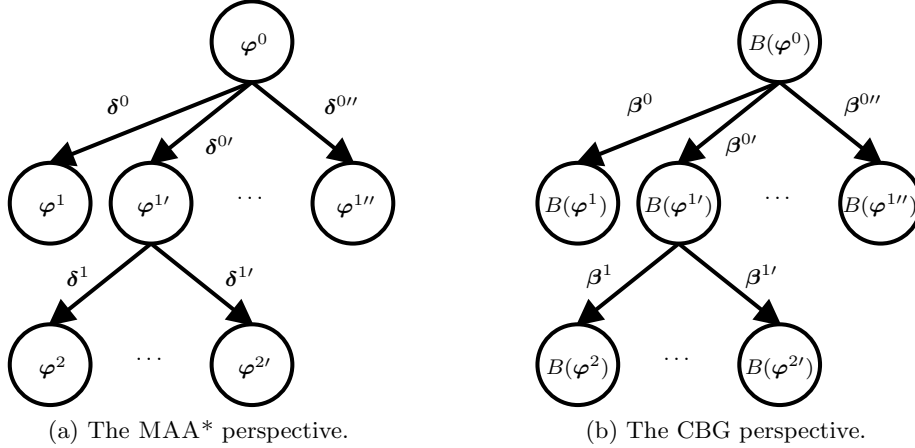 φ⁰ B(φ⁰)
δ⁰ δ⁰′ δ⁰′′ β⁰ β⁰′ β⁰′′
φ¹ φ¹′ ... φ¹′′ B(φ¹) B(φ¹′) ... B(φ¹′′)
δ¹ δ¹′ β¹ β¹′
φ² ... φ²′ B(φ²) ... B(φ²′)
(a) The MAA* perspective. (b) The CBG perspective.